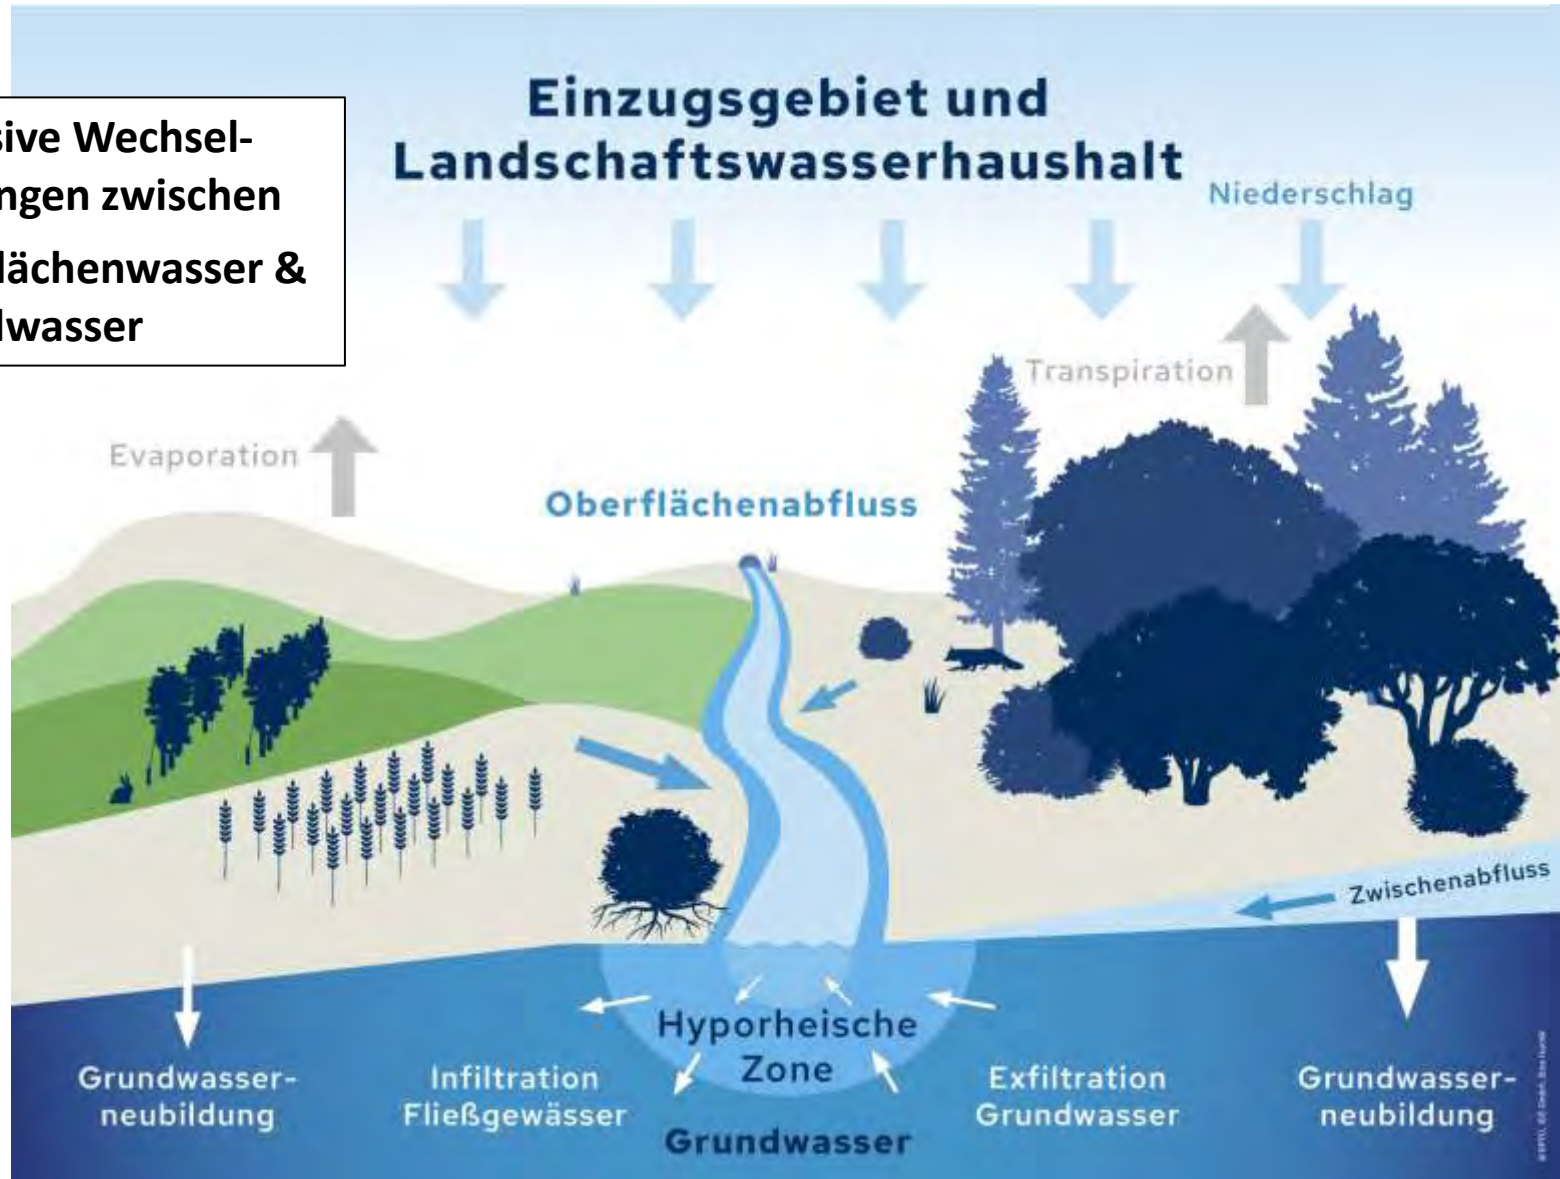 Einzugsgebiet und
Landschaftswasserhaushalt
sive Wechsel-
ngen zwischen
lächenwasser &
lwasser
Niederschlag
Transpiration
Evaporation
Oberflächenabfluss
Zwischenabfluss
Hyporheische
Zone
Grundwasser-
neubildung
Infiltration
Fließgewässer
Exfiltration
Grundwasser
Grundwasser-
neubildung
Grundwasser